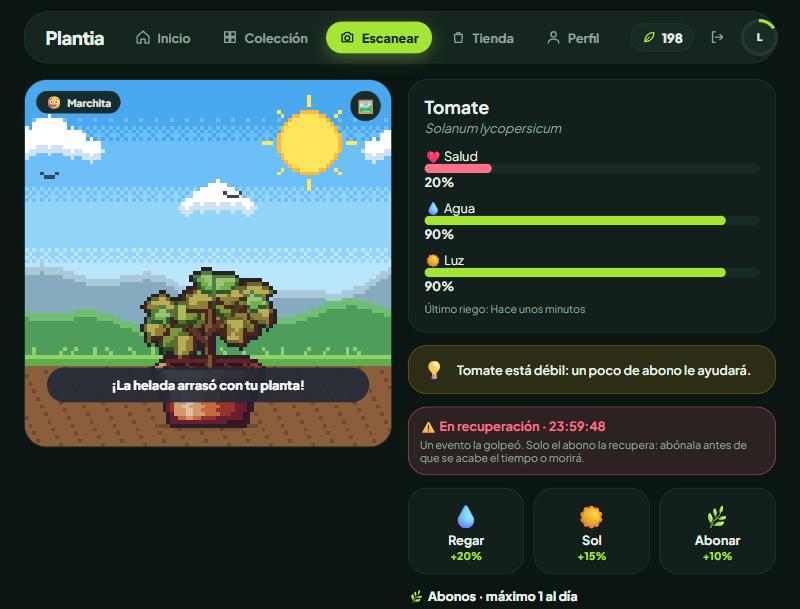 Plantia
Inicio
Colección
Escanear
Tienda
Perfil
198
L
Marchita
¡La helada arrasó con tu planta!
Tomate
Solanum lycopersicum
Salud
20%
Agua
90%
Luz
90%
Último riego: Hace unos minutos
Tomate está débil: un poco de abono le ayudará.
En recuperación · 23:59:48
Un evento la golpeó. Solo el abono la recupera: abónala antes de
que se acabe el tiempo o morirá.
Regar
+20%
Sol
+15%
Abonar
+10%
Abonos · máximo 1 al día